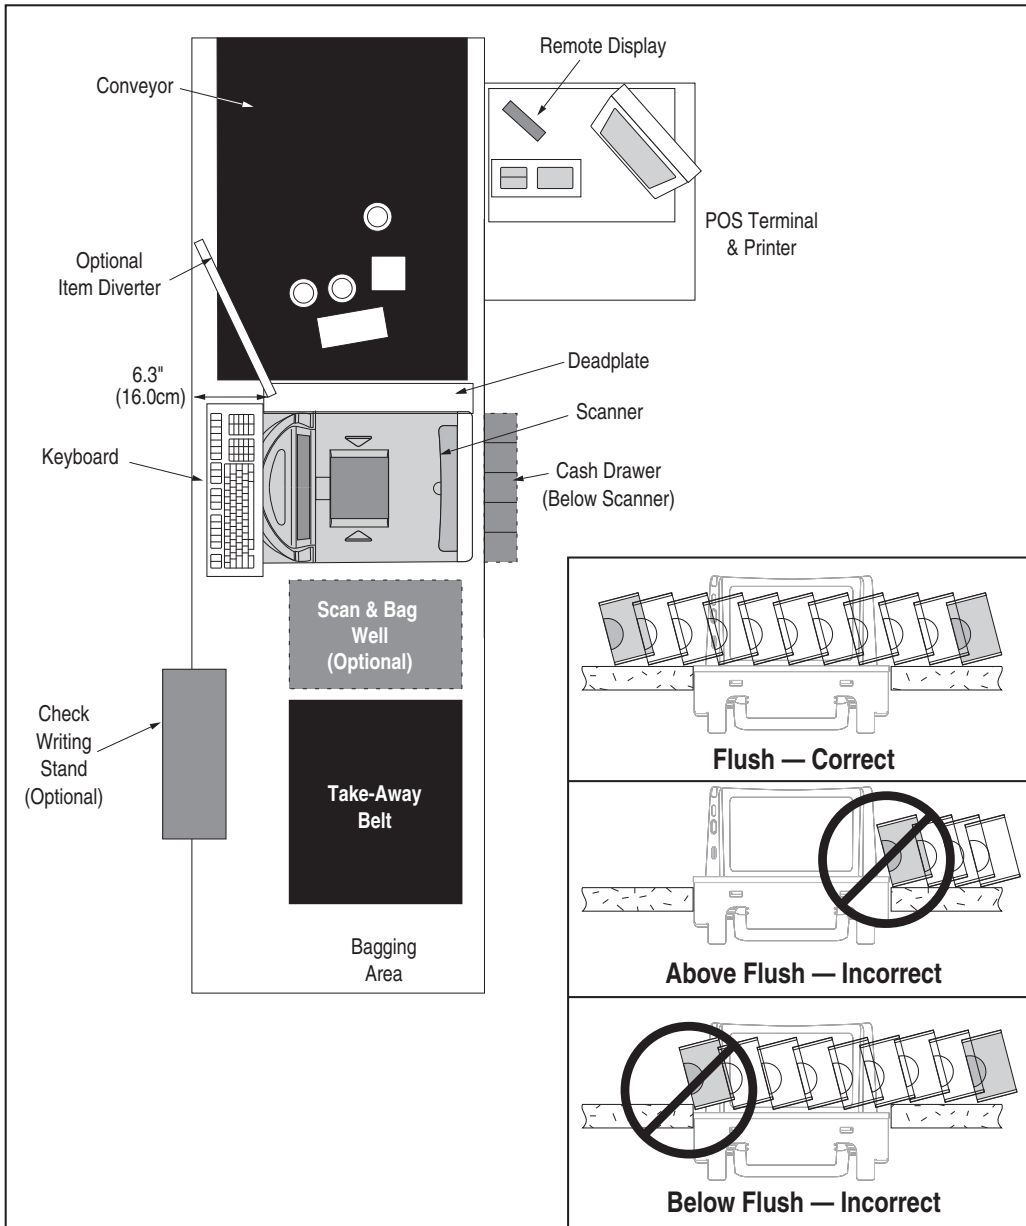 Remote Display
Conveyor
POS Terminal
& Printer
Optional
Item Diverter
6.3"
(16.0cm)
Deadplate
Scanner
Keyboard
Cash Drawer
(Below Scanner)
Scan & Bag
Well
(Optional)
Check
Writing
Stand
(Optional)
Take-Away
Belt
Bagging
Area
Flush — Correct
Above Flush — Incorrect
Below Flush — Incorrect